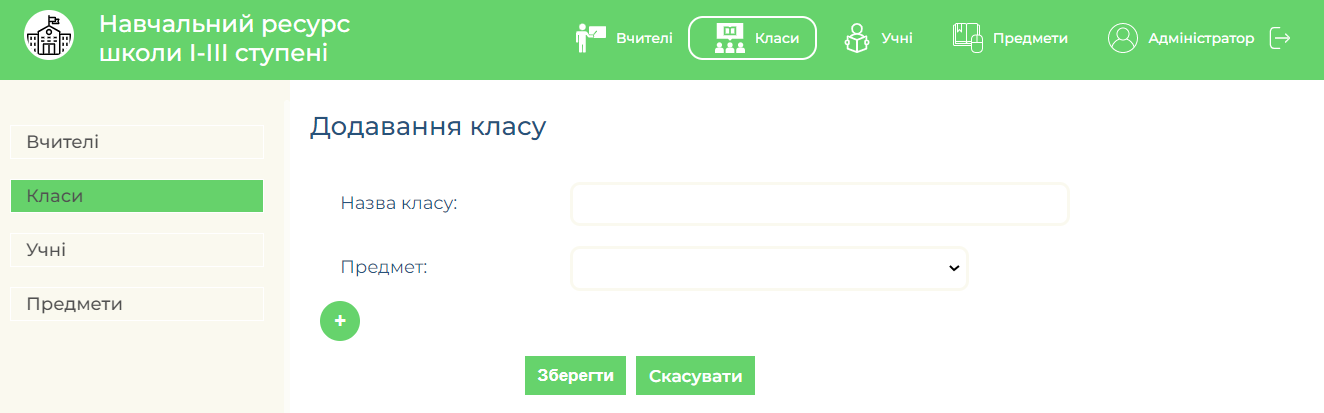 Навчальний ресурс
школи І-ІІІ ступені
Вчителі
Класи
Учні
Предмети
Адміністратор
Вчителі
Класи
Учні
Предмети
Додавання класу
Назва класу:
Предмет:
+
Зберегти
Скасувати